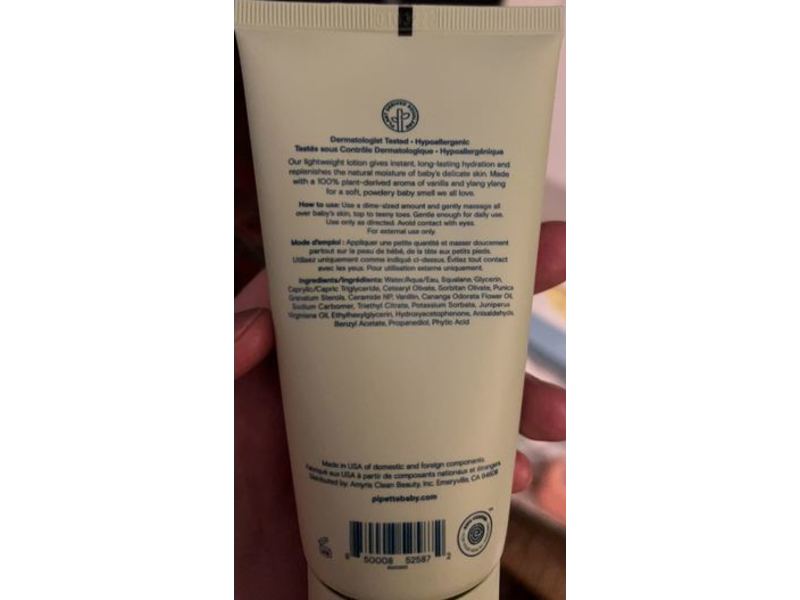 Dermatologist Tested • Hypoallergenic
Testés sous Contrôle Dermatologique • Hypoallergénique
Our lightweight lotion gives instant, long-lasting hydration and
replenishes the natural moisture of baby's delicate skin. Made
with a 100% plant-derived aroma of vanilla and ylang ylang
for a soft, powdery baby smell we all love.
How to use: Use a dime-sized amount and gently massage all
over baby's skin, top to teeny toes. Gentle enough for daily use.
Use only as directed. Avoid contact with eyes.
For external use only.
Mode d'emploi : Appliquer une petite quantité et masser doucement
partout sur la peau de bébé, de la tête aux petits pieds.
Utilisez uniquement comme indiqué ci-dessus. Évitez tout contact
avec les yeux. Pour utilisation externe uniquement.
Ingredients/Ingrédients: Water/Aqua/Eau, Squalane, Glycerin,
Caprylic/Capric Triglyceride, Cetearyl Olivate, Sorbitan Olivate, Punica
Granatum Sterols, Ceramide NP, Vanillin, Cananga Odorata Flower Oil,
Sodium Carbomer, Triethyl Citrate, Potassium Sorbate, Juniperus
Virginiana Oil, Ethylhexylglycerin, Hydroxyacetophenone, Anisaldehyde,
Benzyl Acetate, Propanediol, Phytic Acid
Made in USA of domestic and foreign components.
Fabriqué aux USA à partir de composants nationaux et étrangers.
Distributed by: Amyris Clean Beauty, Inc. Emeryville, CA 94608
pipettebaby.com
8 50008 52587 2